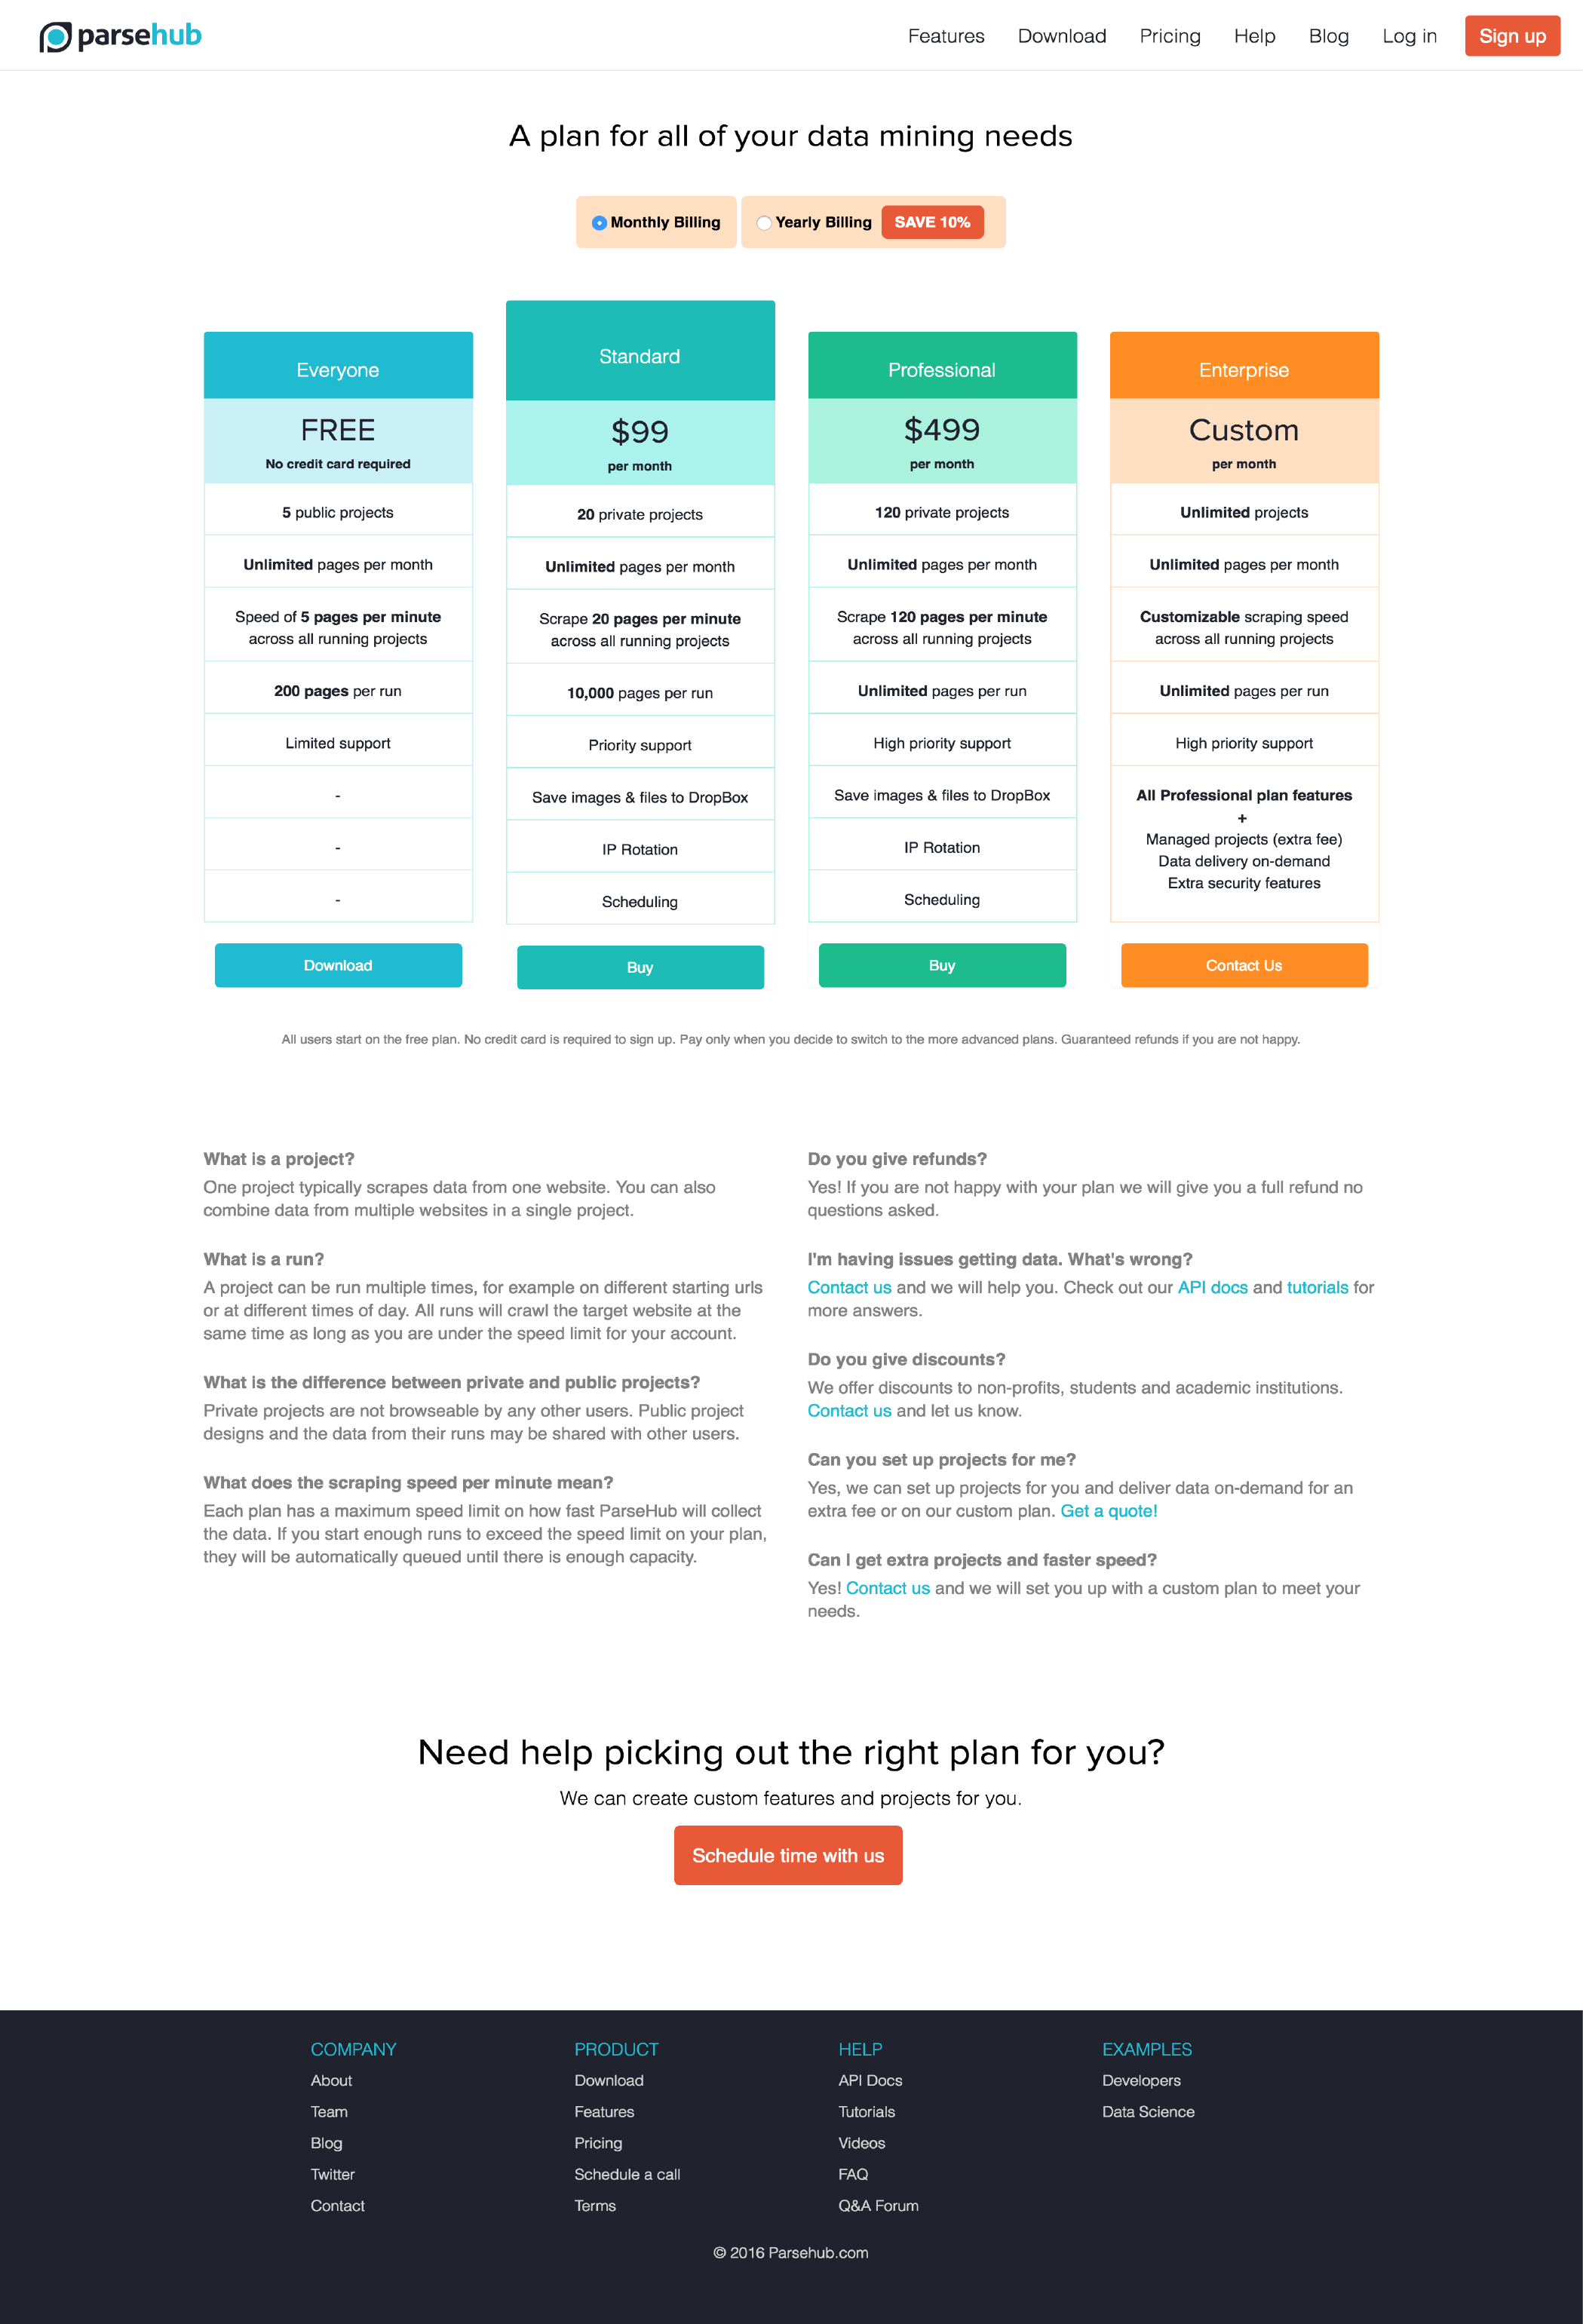 parsehub
Features Download Pricing Help Blog Log in Sign up
A plan for all of your data mining needs
Monthly Billing Yearly Billing SAVE 10%
Everyone
FREE
No credit card required
5 public projects
Unlimited pages per month
Speed of 5 pages per minute
across all running projects
200 pages per run
Limited support
-
-
-
Download
Standard
$99
per month
20 private projects
Unlimited pages per month
Scrape 20 pages per minute
across all running projects
10,000 pages per run
Priority support
Save images & files to DropBox
IP Rotation
Scheduling
Buy
Professional
$499
per month
120 private projects
Unlimited pages per month
Scrape 120 pages per minute
across all running projects
Unlimited pages per run
High priority support
Save images & files to DropBox
IP Rotation
Scheduling
Buy
Enterprise
Custom
per month
Unlimited projects
Unlimited pages per month
Customizable scraping speed
across all running projects
Unlimited pages per run
High priority support
All Professional plan features
+
Managed projects (extra fee)
Data delivery on-demand
Extra security features
Contact Us
All users start on the free plan. No credit card is required to sign up. Pay only when you decide to switch to the more advanced plans. Guaranteed refunds if you are not happy.
What is a project?
One project typically scrapes data from one website. You can also
combine data from multiple websites in a single project.
What is a run?
A project can be run multiple times, for example on different starting urls
or at different times of day. All runs will crawl the target website at the
same time as long as you are under the speed limit for your account.
What is the difference between private and public projects?
Private projects are not browseable by any other users. Public project
designs and the data from their runs may be shared with other users.
What does the scraping speed per minute mean?
Each plan has a maximum speed limit on how fast ParseHub will collect
the data. If you start enough runs to exceed the speed limit on your plan,
they will be automatically queued until there is enough capacity.
Do you give refunds?
Yes! If you are not happy with your plan we will give you a full refund no
questions asked.
I'm having issues getting data. What's wrong?
Contact us and we will help you. Check out our API docs and tutorials for
more answers.
Do you give discounts?
We offer discounts to non-profits, students and academic institutions.
Contact us and let us know.
Can you set up projects for me?
Yes, we can set up projects for you and deliver data on-demand for an
extra fee or on our custom plan. Get a quote!
Can I get extra projects and faster speed?
Yes! Contact us and we will set you up with a custom plan to meet your
needs.
Need help picking out the right plan for you?
We can create custom features and projects for you.
Schedule time with us
COMPANY
About
Team
Blog
Twitter
Contact
PRODUCT
Download
Features
Pricing
Schedule a call
Terms
HELP
API Docs
Tutorials
Videos
FAQ
Q&A Forum
EXAMPLES
Developers
Data Science
© 2016 Parsehub.com